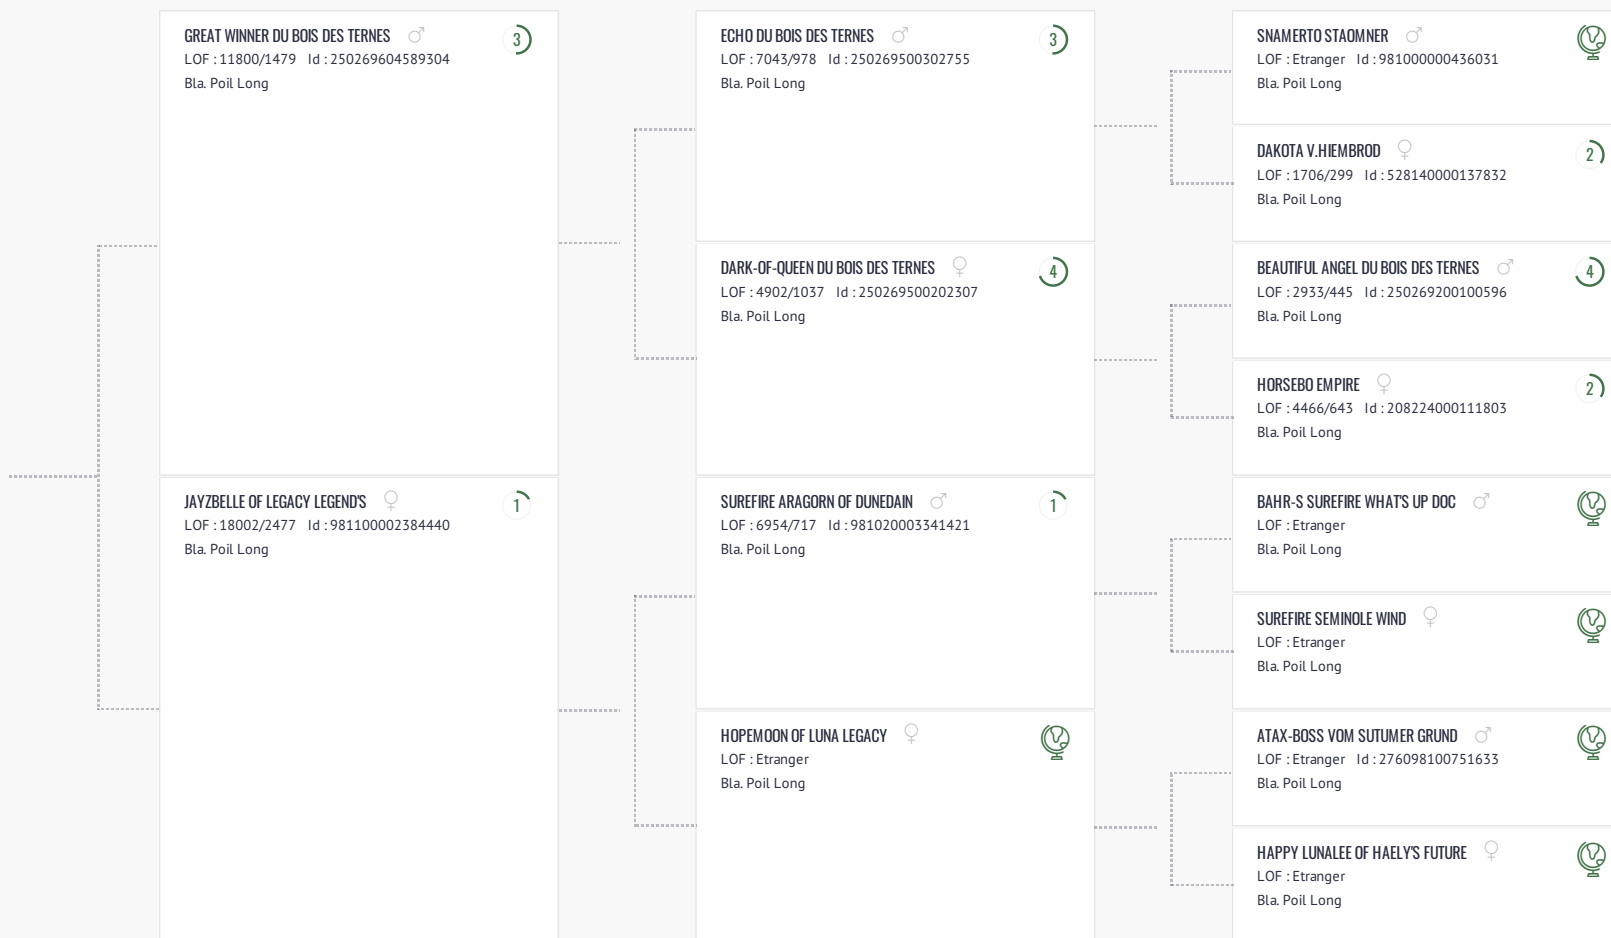 GREAT WINNER DU BOIS DES TERNES
3
LOF : 11800/1479 Id : 250269604589304
Bla. Poil Long
JAYZBELLE OF LEGACY LEGEND'S
1
LOF : 18002/2477 Id : 981100002384440
Bla. Poil Long
ECHO DU BOIS DES TERNES
3
LOF : 7043/978 Id : 250269500302755
Bla. Poil Long
DARK-OF-QUEEN DU BOIS DES TERNES
4
LOF : 4902/1037 Id : 250269500202307
Bla. Poil Long
SUREFIRE ARAGORN OF DUNEDAIN
1
LOF : 6954/717 Id : 981020003341421
Bla. Poil Long
HOPEMOON OF LUNA LEGACY
LOF : Etranger
Bla. Poil Long
SNAMERTO STAOMNER
LOF : Etranger Id : 981000000436031
Bla. Poil Long
DAKOTA V.HIEMBROD
2
LOF : 1706/299 Id : 528140000137832
Bla. Poil Long
BEAUTIFUL ANGEL DU BOIS DES TERNES
4
LOF : 2933/445 Id : 250269200100596
Bla. Poil Long
HORSEBO EMPIRE
2
LOF : 4466/643 Id : 208224000111803
Bla. Poil Long
BAHR-S SUREFIRE WHAT'S UP DOC
LOF : Etranger
Bla. Poil Long
SUREFIRE SEMINOLE WIND
LOF : Etranger
Bla. Poil Long
ATAX-BOSS VOM SUTUMER GRUND
LOF : Etranger Id : 276098100751633
Bla. Poil Long
HAPPY LUNALEE OF HAELY'S FUTURE
LOF : Etranger
Bla. Poil Long